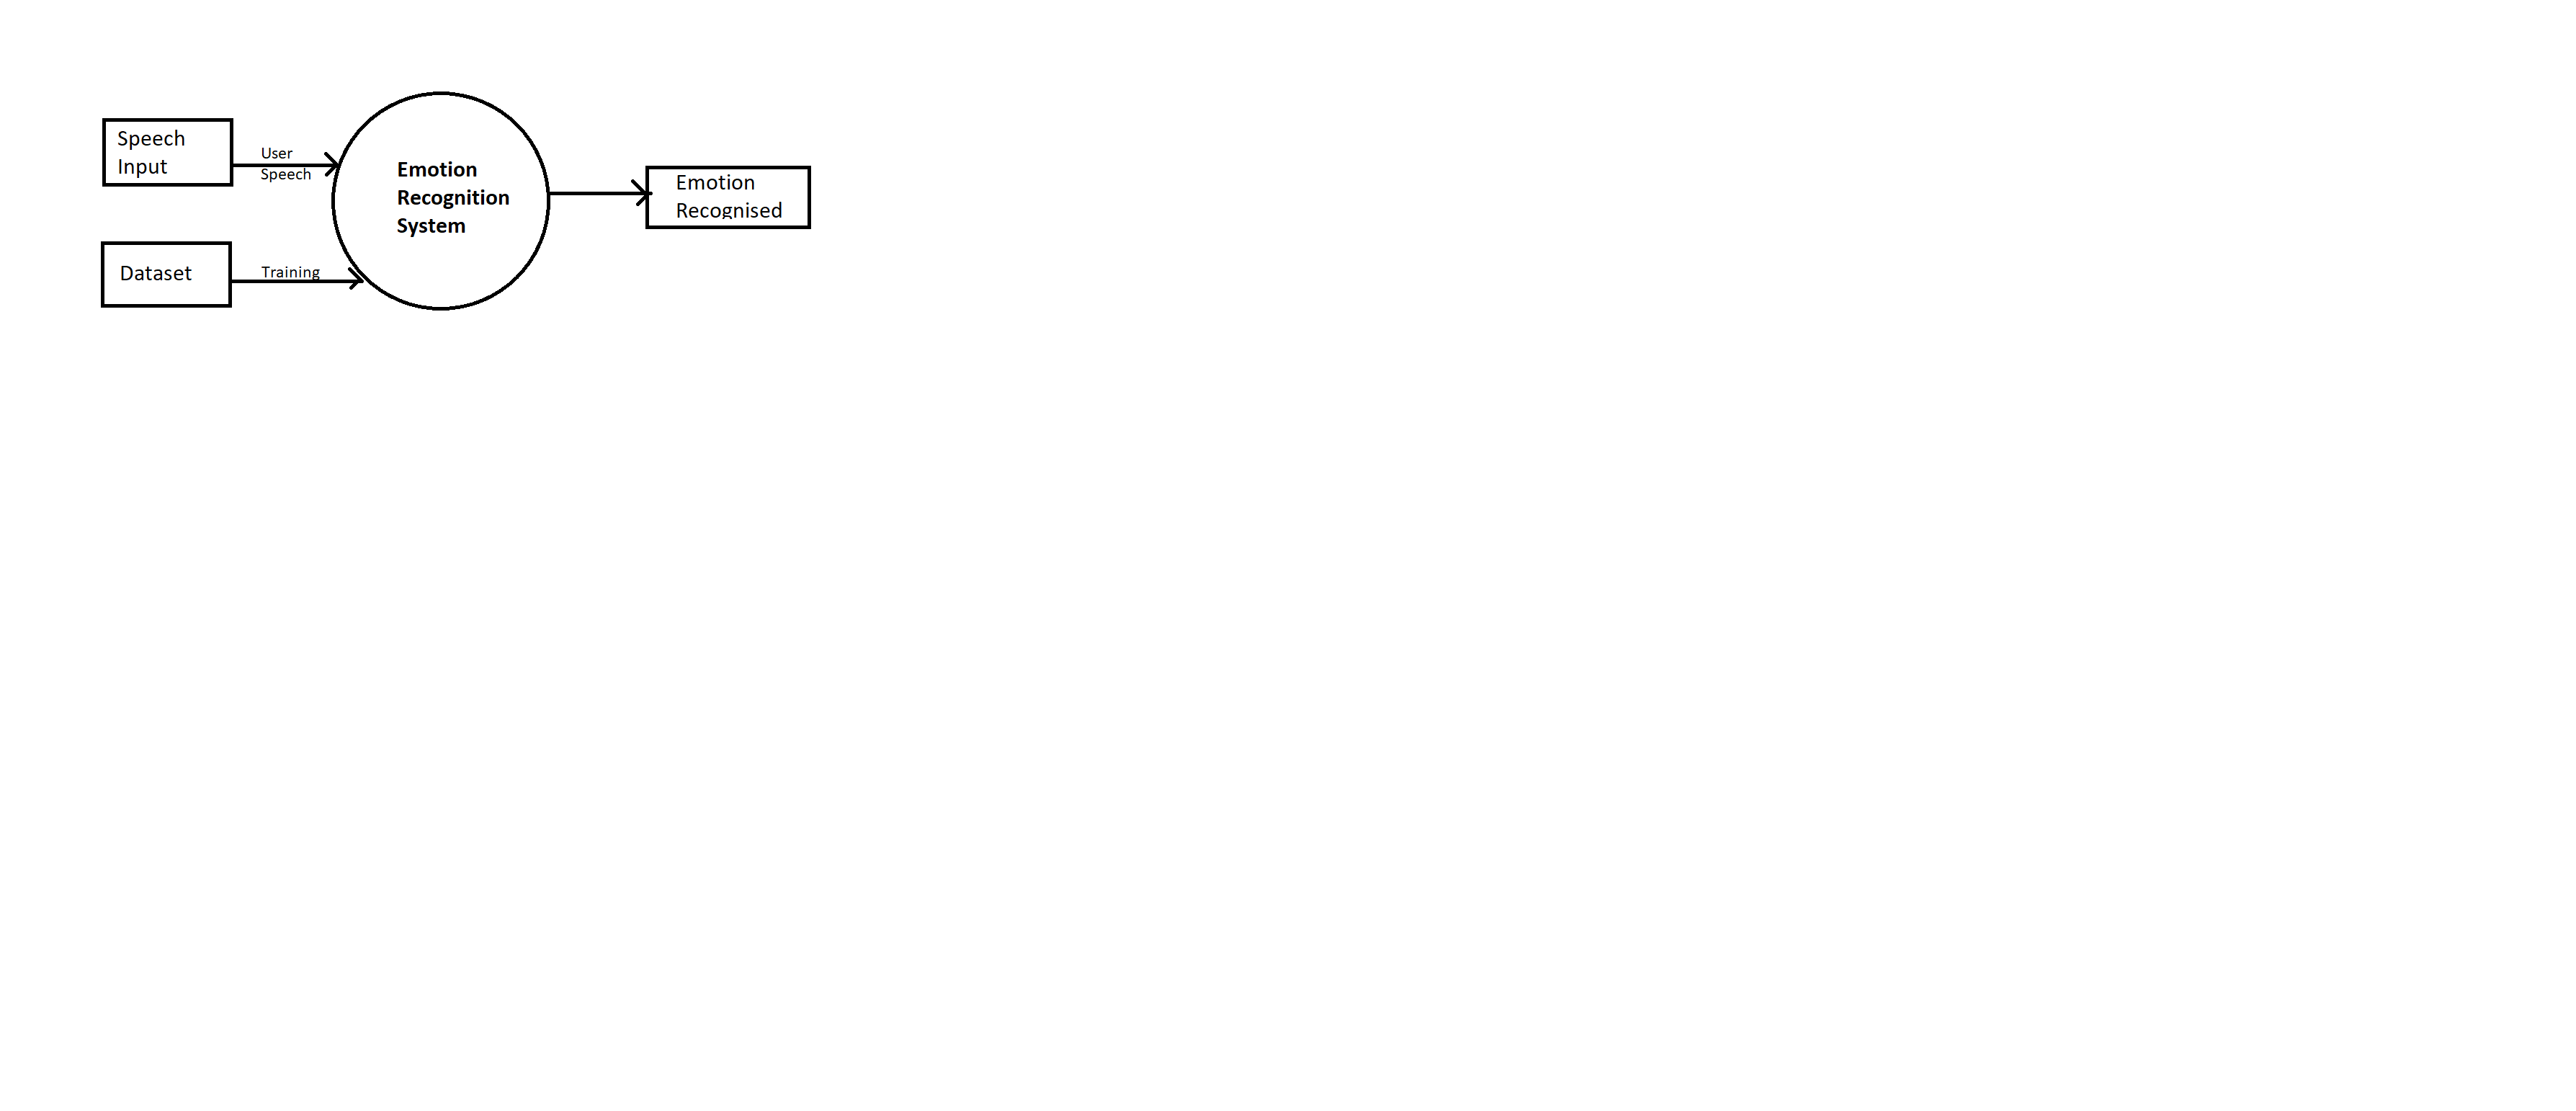 Speech
Input
User
Speech
Emotion
Recognition
System
Emotion
Recognised
Dataset
Training